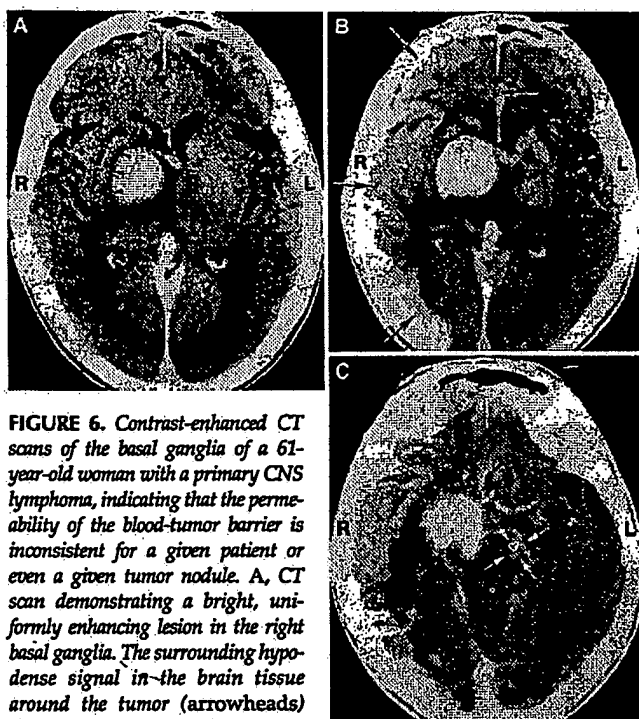 A
B
R
L
R
L
C
R
L
FIGURE 6. Contrast-enhanced CT
scans of the basal ganglia of a 61-
year-old woman with a primary CNS
lymphoma, indicating that the perme-
ability of the blood-tumor barrier is
inconsistent for a given patient or
even a given tumor nodule. A, CT
scan demonstrating a bright, uni-
formly enhancing lesion in the right
basal ganglia. The surrounding hypo-
dense signal in the brain tissue
around the tumor (arrowheads)